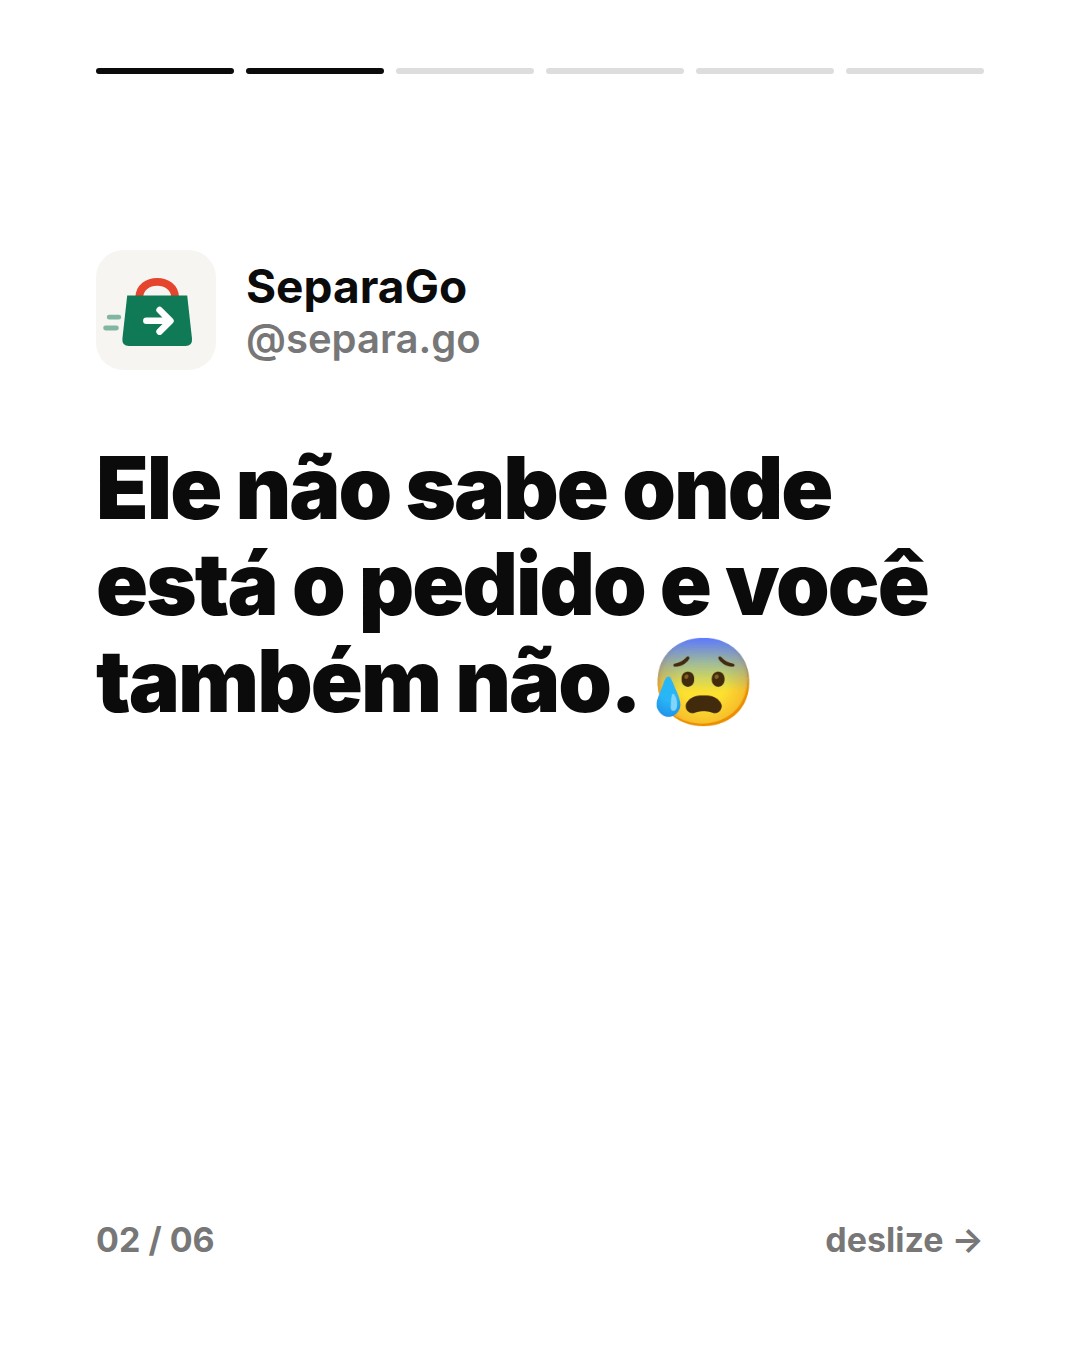 SeparaGo
@separa.go
Ele não sabe onde
está o pedido e você
também não. 😰
02 / 06
deslize →